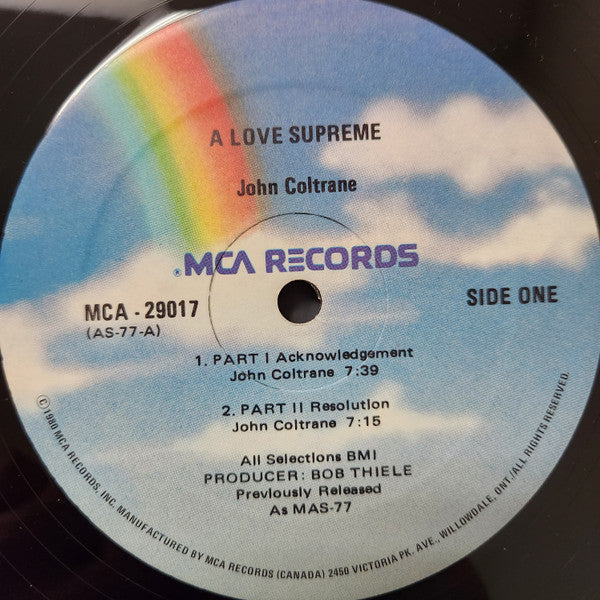 A LOVE SUPREME
John Coltrane
®MCA RECORDS
MCA - 29017
(AS-77-A)
SIDE ONE
1. PART I Acknowledgement
John Coltrane 7:39
2. PART II Resolution
John Coltrane 7:15
All Selections BMI
PRODUCER: BOB THIELE
Previously Released
As MAS-77
© 1980 MCA RECORDS, INC. MANUFACTURED BY MCA RECORDS (CANADA) 2450 VICTORIA PK. AVE., WILLOWDALE, ONT./ALL RIGHTS RESERVED.